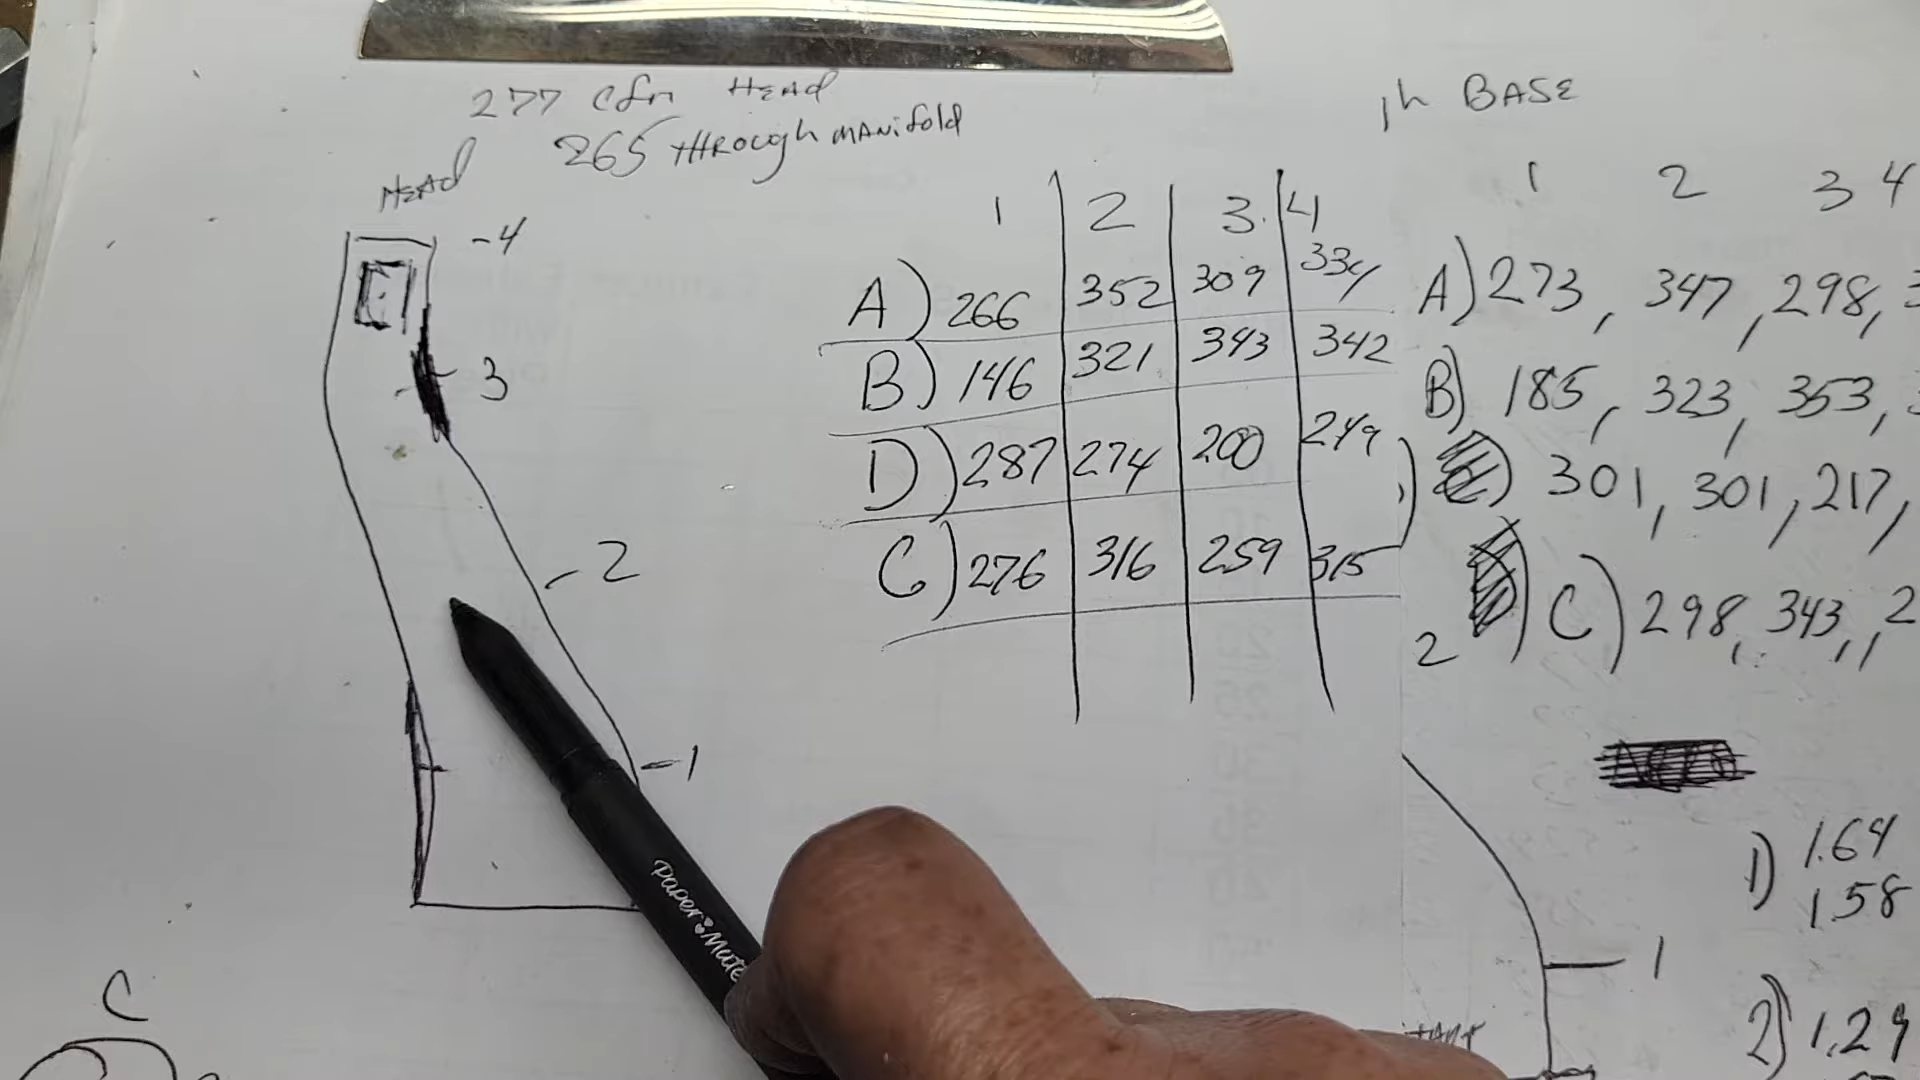 277 cfm HEAD
265 THROUGH MANIFOLD
HEAD
-4
3
-2
-1
1 2 3. 4
A) 266 352 309 334
B) 146 321 343 342
D) 287 274 200 249
C) 276 316 259 315
BASE
1 2 3 4
A) 273, 347, 298,
B) 185, 323, 353,
301, 301, 217,
C) 298, 343, 2
2
1) 1.64
1.58
1
2) 1.29
C
Paper Mate